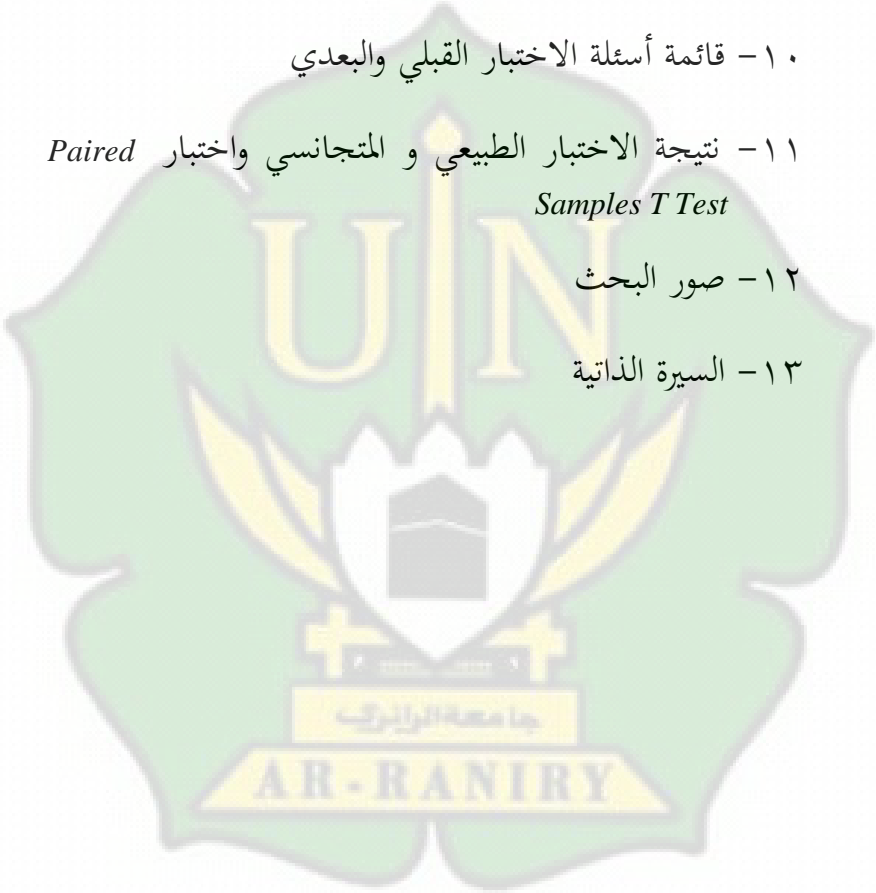 ١٠- قائمة أسئلة الاختبار القبلي والبعدي
١١- نتيجة الاختبار الطبيعي و المتجانسي واختبار Paired
Samples T Test
١٢- صور البحث
١٣- السيرة الذاتية
UIN
جامعة الرانري
AR-RANIRY